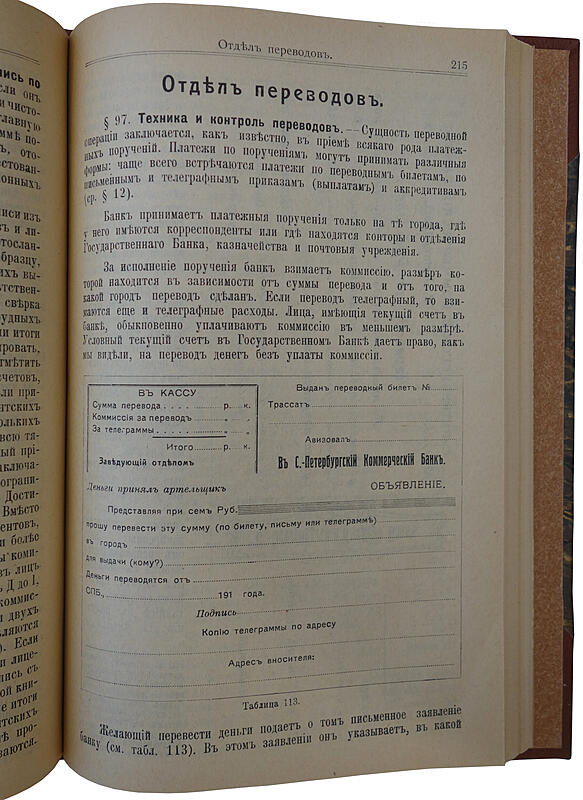 Отдѣлъ переводовъ.
215
Отдѣлъ переводовъ.
§ 97. Техника и контроль переводовъ.—Сущность переводной
операціи заключается, какъ извѣстно, въ пріемѣ всякаго рода платеж-
ныхъ порученій. Платежи по порученіямъ могутъ принимать различныя
формы: чаще всего встрѣчаются платежи по переводнымъ билетамъ, по
письменнымъ и телеграфнымъ приказамъ (выплатамъ) и аккредитивамъ
(ср. § 12).
Банкъ принимаетъ платежныя порученія только на тѣ города, гдѣ
у него имѣются корреспонденты или гдѣ находятся конторы и отдѣленія
Государственнаго Банка, казначейства и почтовыя учрежденія.
За исполненіе порученія банкъ взимаетъ коммиссію, размѣръ ко-
торой находится въ зависимости отъ суммы перевода и отъ того, на
какой городъ переводъ сдѣланъ. Если переводъ телеграфный, то взи-
маются еще и телеграфные расходы. Лица, имѣющія текущій счетъ въ
банкѣ, обыкновенно уплачиваютъ коммиссію въ меньшемъ размѣрѣ.
Условный текущій счетъ въ Государственномъ Банкѣ даетъ право, какъ
мы видѣли, на переводъ денегъ безъ уплаты коммиссіи.
ВЪ КАССУ
Сумма перевода . . . . р. к.
Коммиссія за переводъ „ „
За телеграммы . . . . . „ „
Итого р. к.
Завѣдующій отдѣломъ
Выданъ переводный билетъ №
Трассатъ
Авизовалъ
Въ С.-Петербургскій Коммерческій Банкъ.
Деньги принялъ артельщикъ
ОБЪЯВЛЕНІЕ.
Представляя при семъ Руб.
прошу перевести эту сумму (по билету, письму или телеграммѣ)
въ городъ
для выдачи (кому?)
Деньги переводятся отъ
СПБ., 191 года.
Подпись
Копію телеграммы по адресу
Адресъ вносителя:
Таблица 113.
Желающій перевести деньги подаетъ о томъ письменное заявленіе
банку (см. табл. 113). Въ этомъ заявленіи онъ указываетъ, въ какой